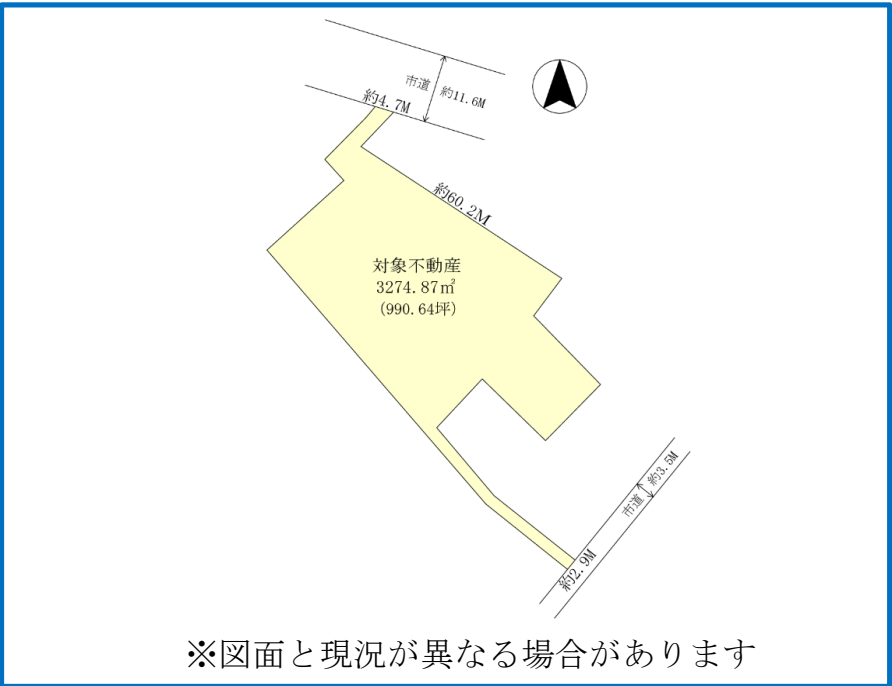 市道
約11.6M
約4.7M
約60.2M
対象不動産
3274.87㎡
(990.64坪)
約3.5M
市道
約2.9M
※図面と現況が異なる場合があります